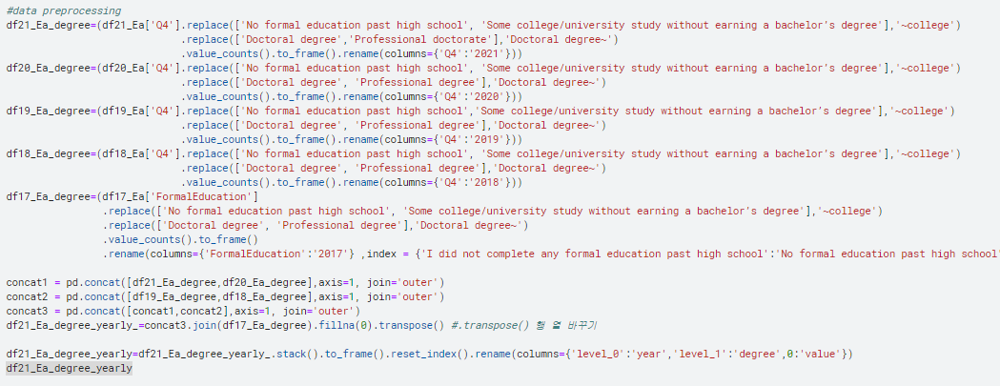 #data preprocessing
df21_Ea_degree=(df21_Ea['Q4'].replace(['No formal education past high school', 'Some college/university study without earning a bachelor's degree'],'~college')
.replace(['Doctoral degree','Professional doctorate'],'Doctoral degree~')
.value_counts().to_frame().rename(columns={'Q4':'2021'}))
df20_Ea_degree=(df20_Ea['Q4'].replace(['No formal education past high school', 'Some college/university study without earning a bachelor's degree'],'~college')
.replace(['Doctoral degree', 'Professional degree'],'Doctoral degree~')
.value_counts().to_frame().rename(columns={'Q4':'2020'}))
df19_Ea_degree=(df19_Ea['Q4'].replace(['No formal education past high school','Some college/university study without earning a bachelor's degree'],'~college')
.replace(['Doctoral degree', 'Professional degree'],'Doctoral degree~')
.value_counts().to_frame().rename(columns={'Q4':'2019'}))
df18_Ea_degree=(df18_Ea['Q4'].replace(['No formal education past high school', 'Some college/university study without earning a bachelor's degree'],'~college')
.replace(['Doctoral degree', 'Professional degree'],'Doctoral degree~')
.value_counts().to_frame().rename(columns={'Q4':'2018'}))
df17_Ea_degree=(df17_Ea['FormalEducation']
.replace(['No formal education past high school', 'Some college/university study without earning a bachelor's degree'],'~college')
.replace(['Doctoral degree', 'Professional degree'],'Doctoral degree~')
.value_counts().to_frame()
.rename(columns={'FormalEducation':'2017'} ,index = {'I did not complete any formal education past high school':'No formal education past high school'
concat1 = pd.concat([df21_Ea_degree,df20_Ea_degree],axis=1, join='outer')
concat2 = pd.concat([df19_Ea_degree,df18_Ea_degree],axis=1, join='outer')
concat3 = pd.concat([concat1,concat2],axis=1, join='outer')
df21_Ea_degree_yearly_=concat3.join(df17_Ea_degree).fillna(0).transpose() #.transpose() 행 열 바꾸기
df21_Ea_degree_yearly=df21_Ea_degree_yearly_.stack().to_frame().reset_index().rename(columns={'level_0':'year','level_1':'degree',0:'value'})
df21_Ea_degree_yearly